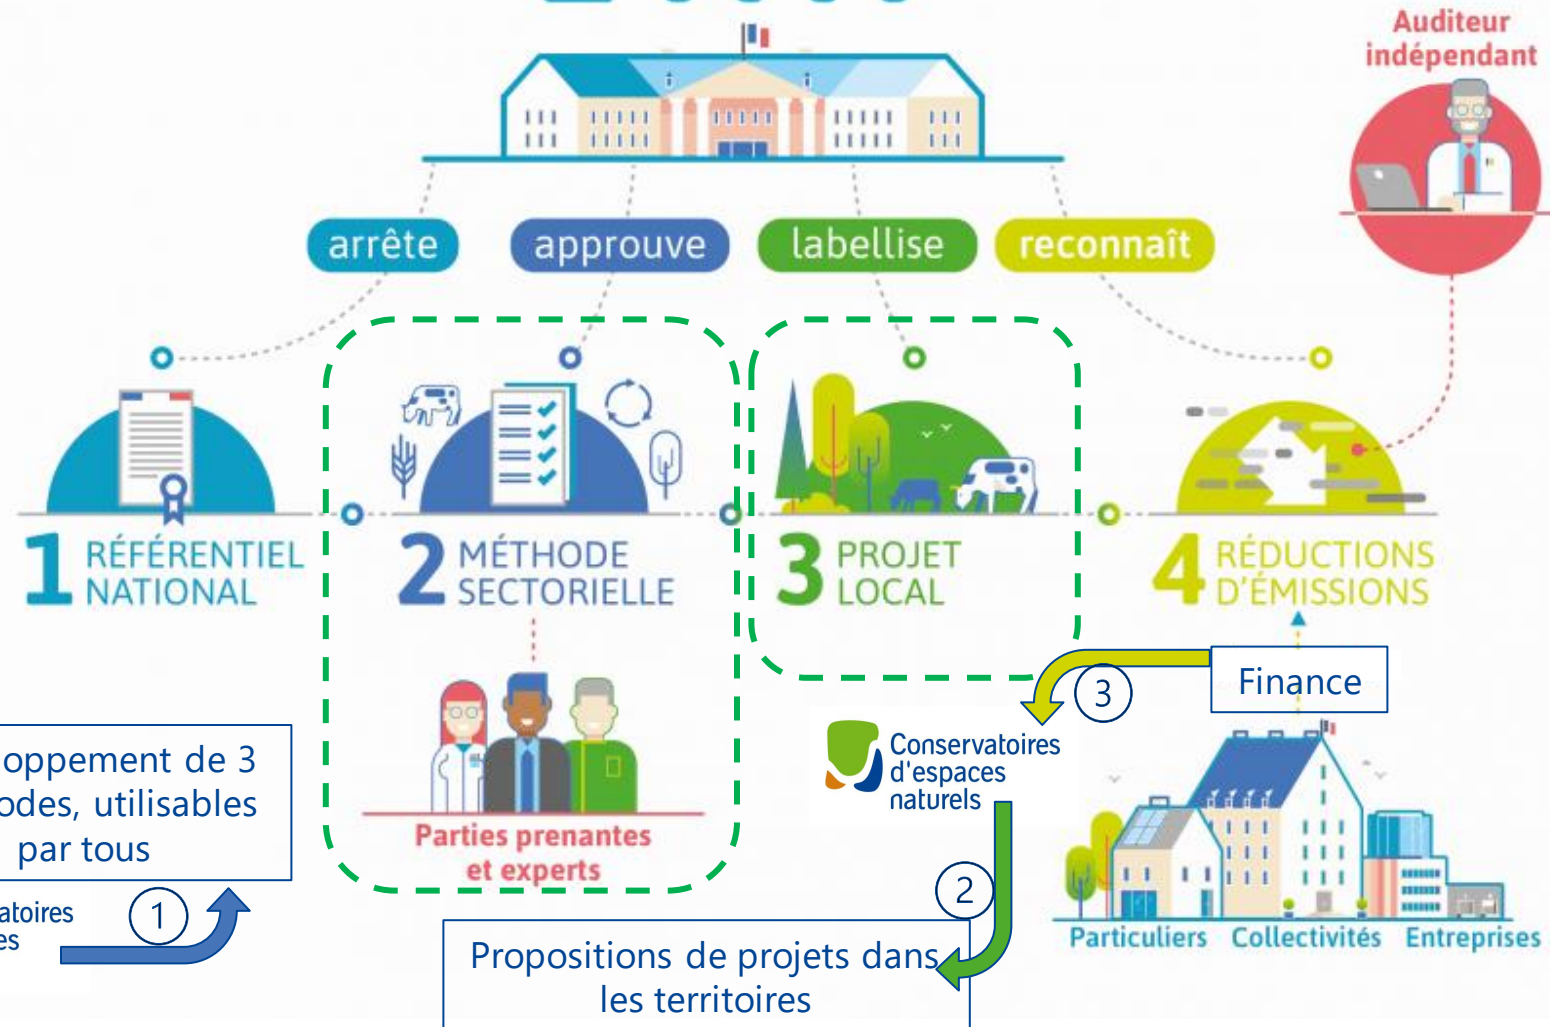 Auditeur
indépendant
arrête
approuve
labellise
reconnaît
1 RÉFÉRENTIEL
NATIONAL
2 MÉTHODE
SECTORIELLE
3 PROJET
LOCAL
4 RÉDUCTIONS
D'ÉMISSIONS
Parties prenantes
et experts
oppement de 3
odes, utilisables
par tous
1
atoires
es
3
Finance
Conservatoires
d'espaces
naturels
2
Propositions de projets dans
les territoires
Particuliers Collectivités Entreprises